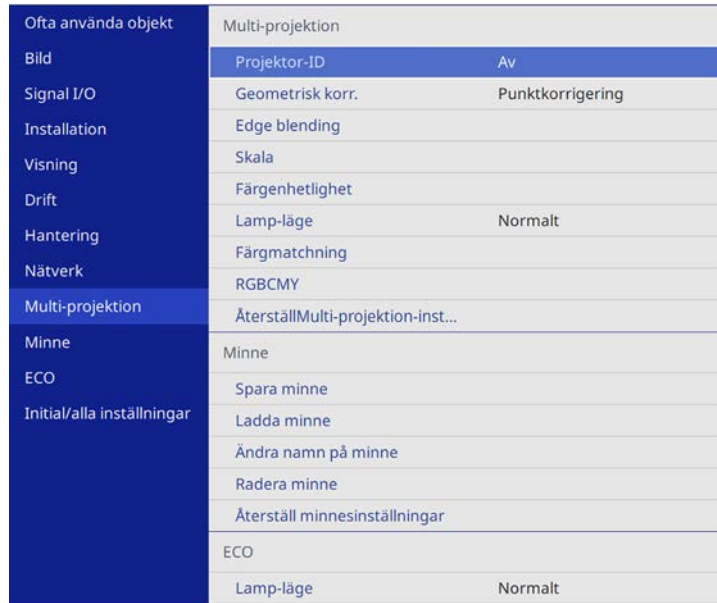 Ofta använda objekt
Bild
Signal I/O
Installation
Visning
Drift
Hantering
Nätverk
Multi-projektion
Minne
ECO
Initial/alla inställningar
Multi-projektion
Projektor-ID Av
Geometrisk korr. Punktkorrigering
Edge blending
Skala
Färgenhetlighet
Lamp-läge Normalt
Färgmatchning
RGBCMY
ÅterställMulti-projektion-inst...
Minne
Spara minne
Ladda minne
Ändra namn på minne
Radera minne
Återställ minnesinställningar
ECO
Lamp-läge Normalt